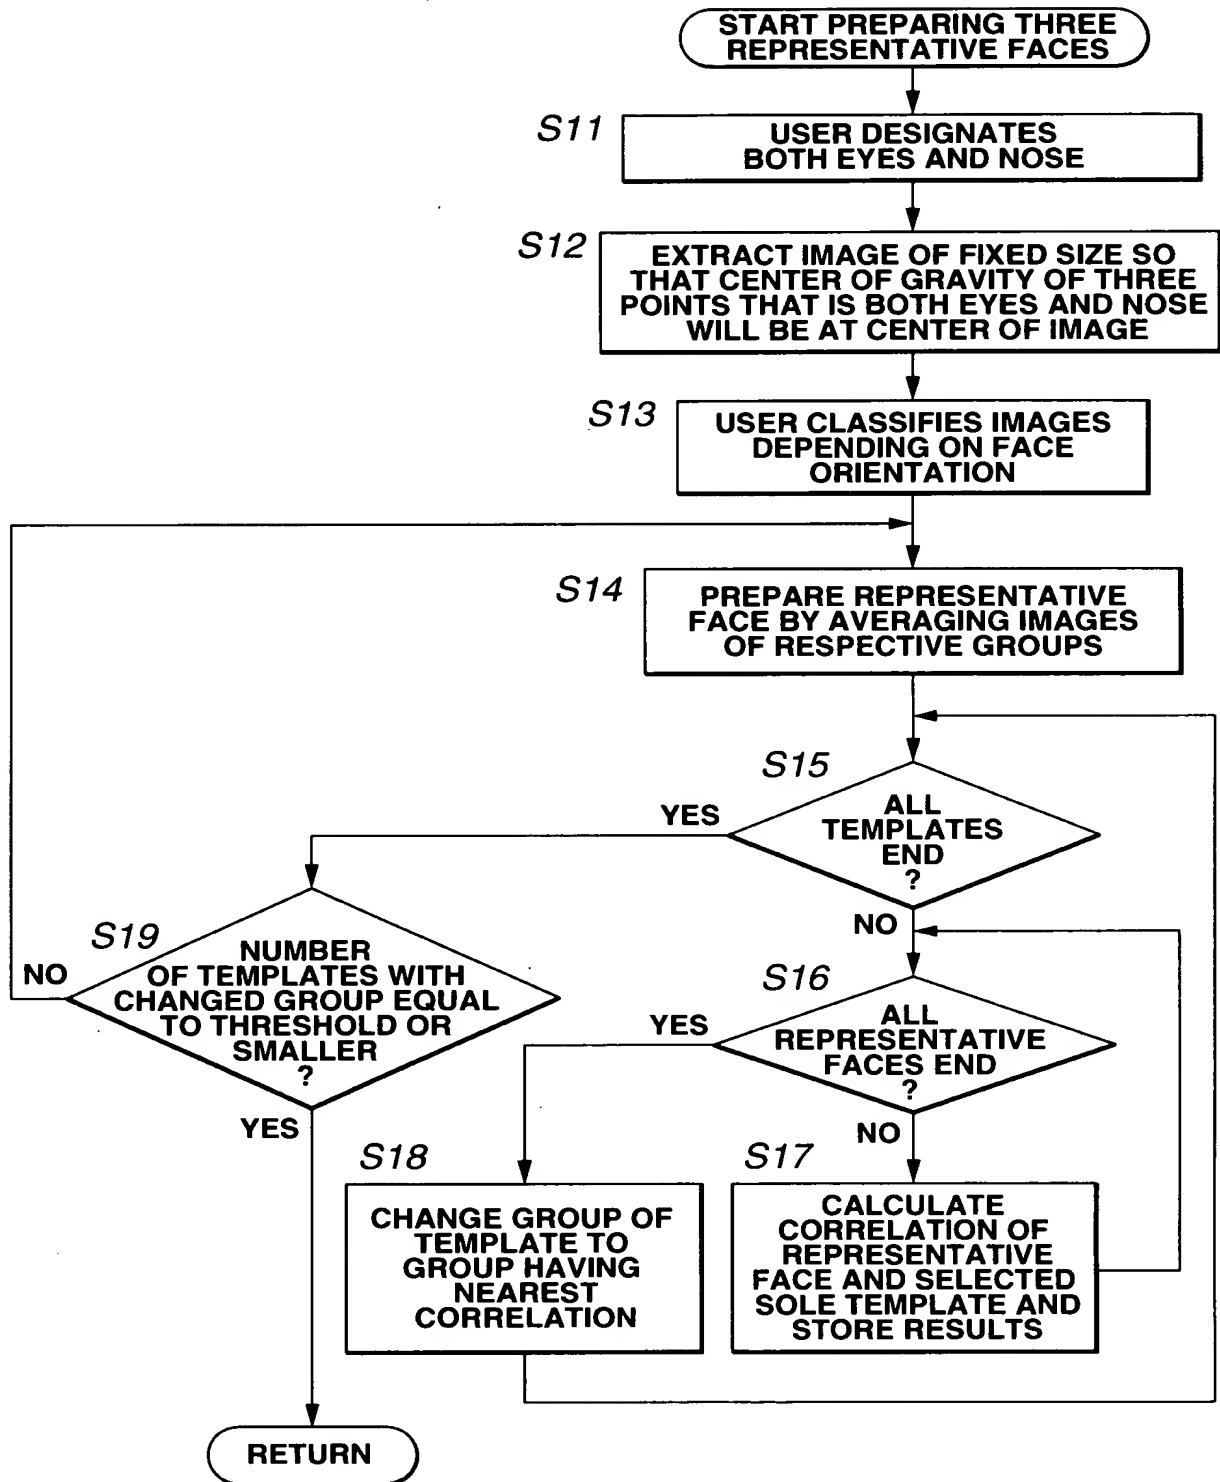 START PREPARING THREE
REPRESENTATIVE FACES
S11
USER DESIGNATES
BOTH EYES AND NOSE
S12
EXTRACT IMAGE OF FIXED SIZE SO
THAT CENTER OF GRAVITY OF THREE
POINTS THAT IS BOTH EYES AND NOSE
WILL BE AT CENTER OF IMAGE
S13
USER CLASSIFIES IMAGES
DEPENDING ON FACE
ORIENTATION
S14
PREPARE REPRESENTATIVE
FACE BY AVERAGING IMAGES
OF RESPECTIVE GROUPS
S15
YES
ALL
TEMPLATES
END
?
NO
S19
NO
NUMBER
OF TEMPLATES WITH
CHANGED GROUP EQUAL
TO THRESHOLD OR
SMALLER
?
YES
S16
YES
ALL
REPRESENTATIVE
FACES END
?
NO
S18
CHANGE GROUP OF
TEMPLATE TO
GROUP HAVING
NEAREST
CORRELATION
S17
CALCULATE
CORRELATION OF
REPRESENTATIVE
FACE AND SELECTED
SOLE TEMPLATE AND
STORE RESULTS
RETURN